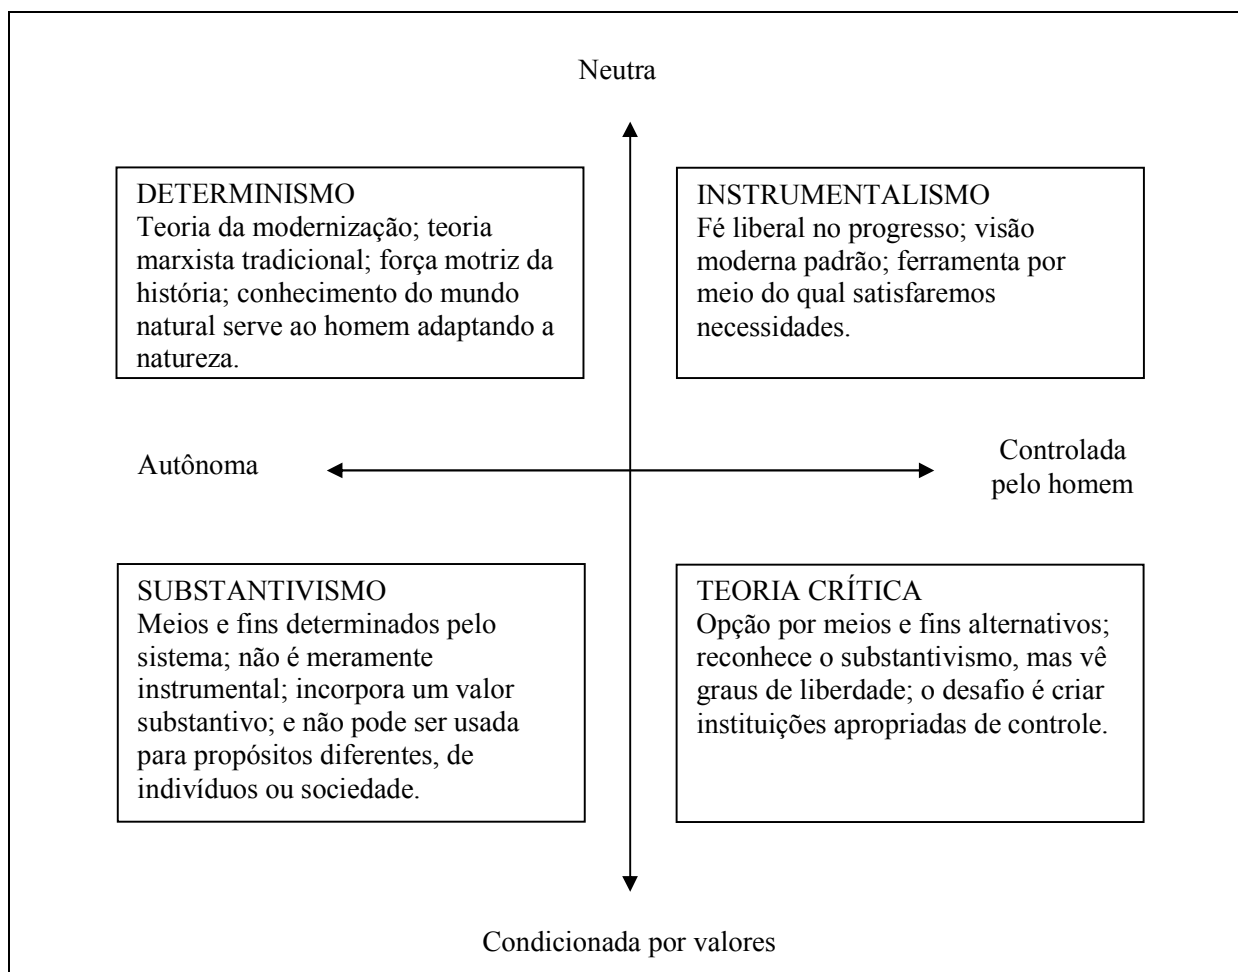 Neutra
DETERMINISMO
Teoria da modernização; teoria
marxista tradicional; força motriz da
história; conhecimento do mundo
natural serve ao homem adaptando a
natureza.
INSTRUMENTALISMO
Fé liberal no progresso; visão
moderna padrão; ferramenta por
meio do qual satisfaremos
necessidades.
Autônoma
Controlada
pelo homem
SUBSTANTIVISMO
Meios e fins determinados pelo
sistema; não é meramente
instrumental; incorpora um valor
substantivo; e não pode ser usada
para propósitos diferentes, de
indivíduos ou sociedade.
TEORIA CRÍTICA
Opção por meios e fins alternativos;
reconhece o substantivismo, mas vê
graus de liberdade; o desafio é criar
instituições apropriadas de controle.
Condicionada por valores